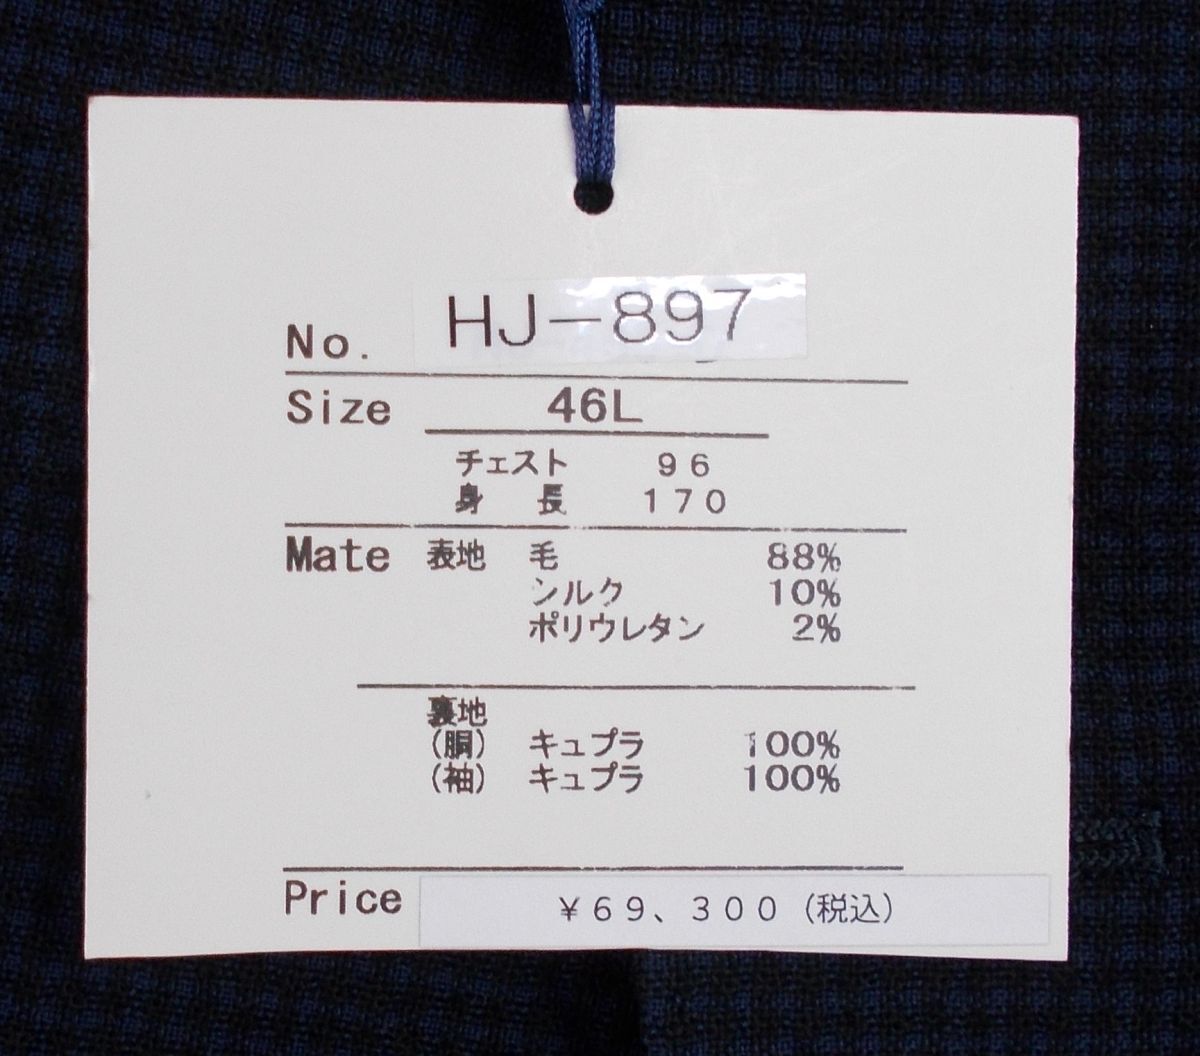 No. HJ-897
Size 46L
チェスト 96
身長 170
Mate 表地 毛 88%
シルク 10%
ポリウレタン 2%
裏地
(胴) キュプラ 100%
(袖) キュプラ 100%
Price ¥69、300(税込)